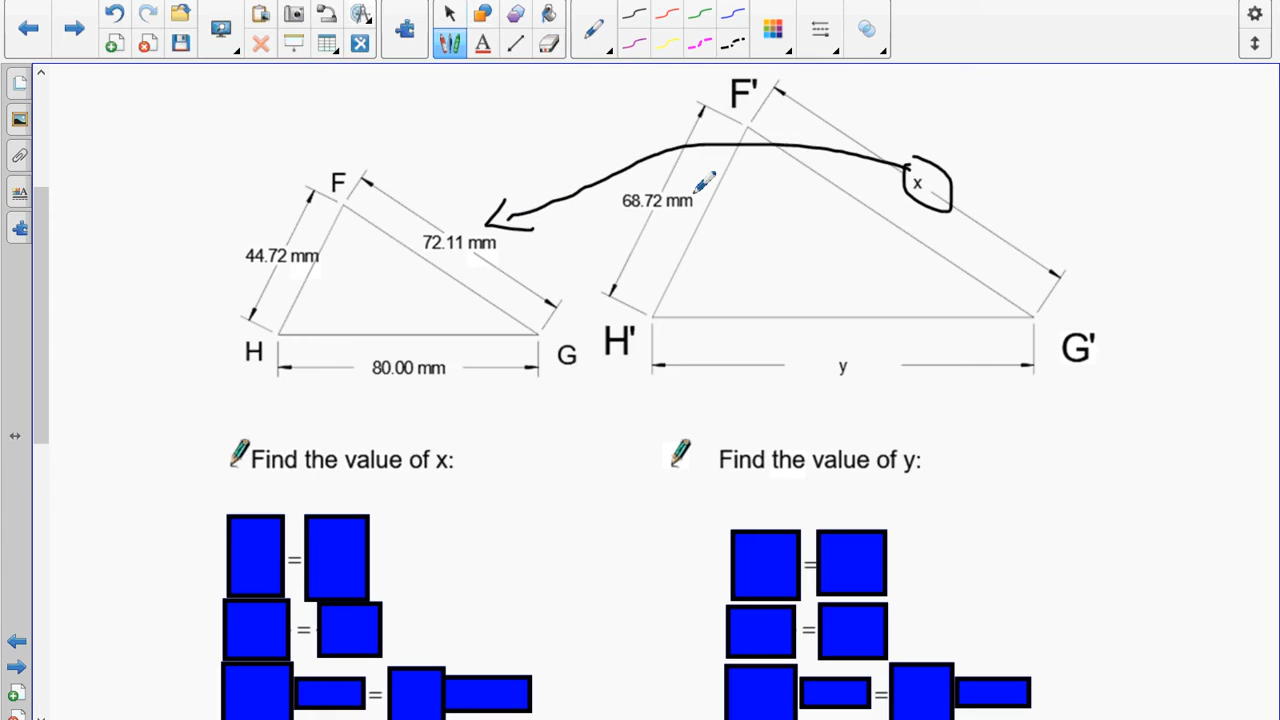 F'
F
x
68.72 mm
72.11 mm
44.72 mm
H
G
H'
G'
80.00 mm
y
Find the value of x:
Find the value of y:
=
=
=
=
=
=